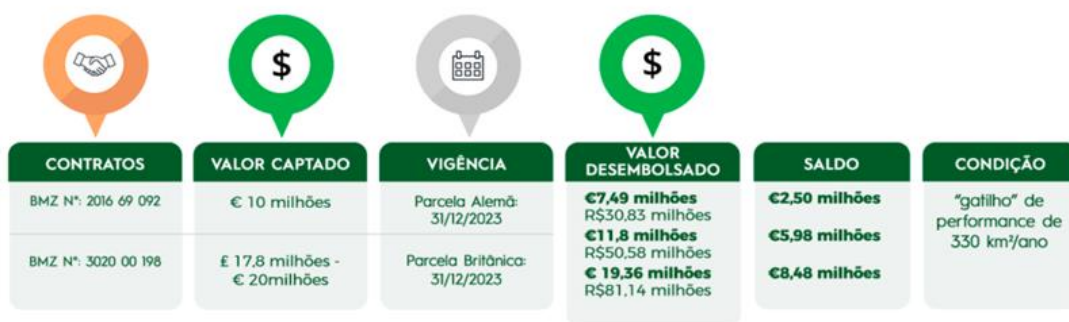 $
$
CONTRATOS
BMZ N°: 2016 69 092
BMZ N°: 3020 00 198
VALOR CAPTADO
€ 10 milhões
£ 17,8 milhões -
€ 20milhões
VIGÊNCIA
Parcela Alemã:
31/12/2023
Parcela Britânica:
31/12/2023
VALOR
DESEMBOLSADO
€7,49 milhões
R$30,83 milhões
€11,8 milhões
R$50,58 milhões
€ 19,36 milhões
R$81,14 milhões
SALDO
€2,50 milhões
€5,98 milhões
€8,48 milhões
CONDIÇÃO
"gatilho" de
performance de
330 km²/ano